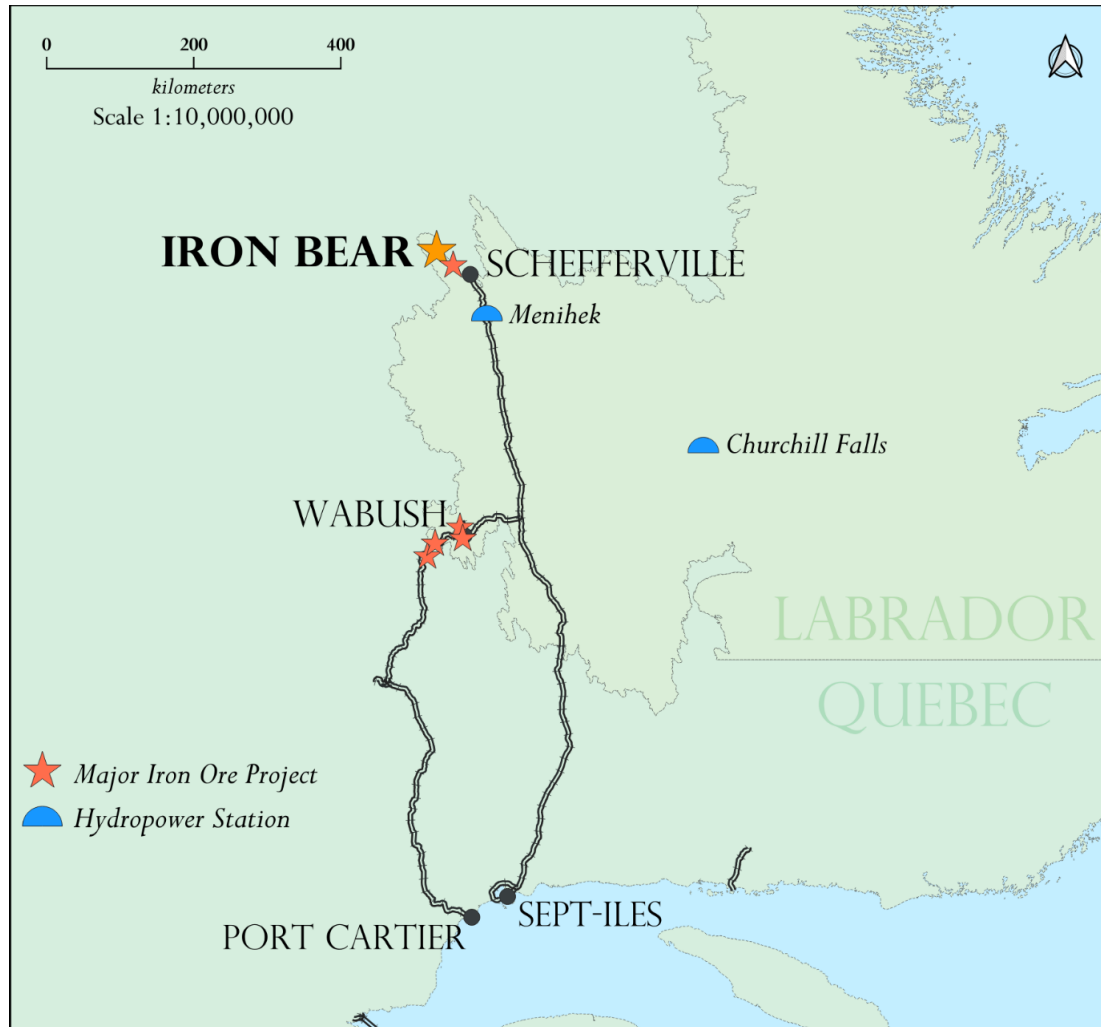 0 200 400
kilometers
Scale 1:10,000,000
IRON BEAR
SCHEFFERVILLE
Menihek
Churchill Falls
WABUSH
LABRADOR
QUEBEC
Major Iron Ore Project
Hydropower Station
SEPT-ILES
PORT CARTIER